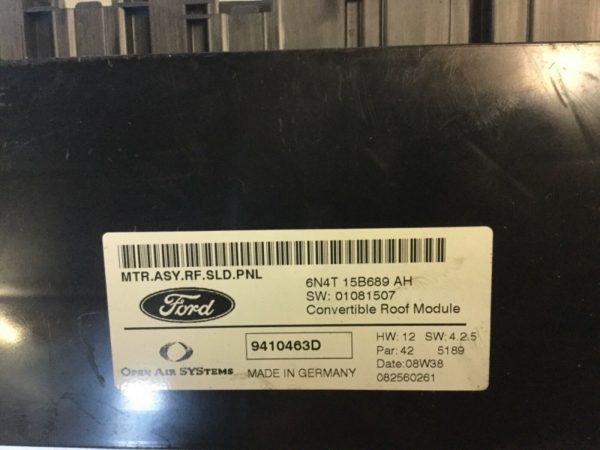 MTR.ASY.RF.SLD.PNL
6N4T 15B689 AH
SW: 01081507
Convertible Roof Module
Ford
9410463D
HW: 12 SW: 4.2.5
Par: 42 5189
Date:08W38
082560261
OPEN AIR SYSTEMS
MADE IN GERMANY